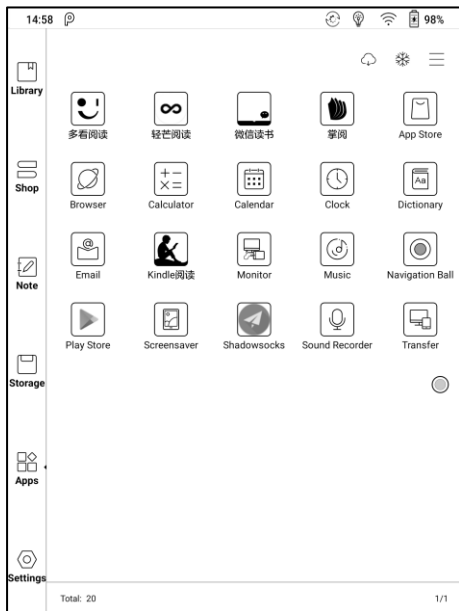 14:58 98%
Library
多看阅读 轻芒阅读 微信读书 掌阅 App Store
Shop
Browser Calculator Calendar Clock Dictionary
Aa
Note
@
Email Kindle阅读 Monitor Music Navigation Ball
Play Store Screensaver Shadowsocks Sound Recorder Transfer
Storage
Apps
Settings
Total: 20 1/1